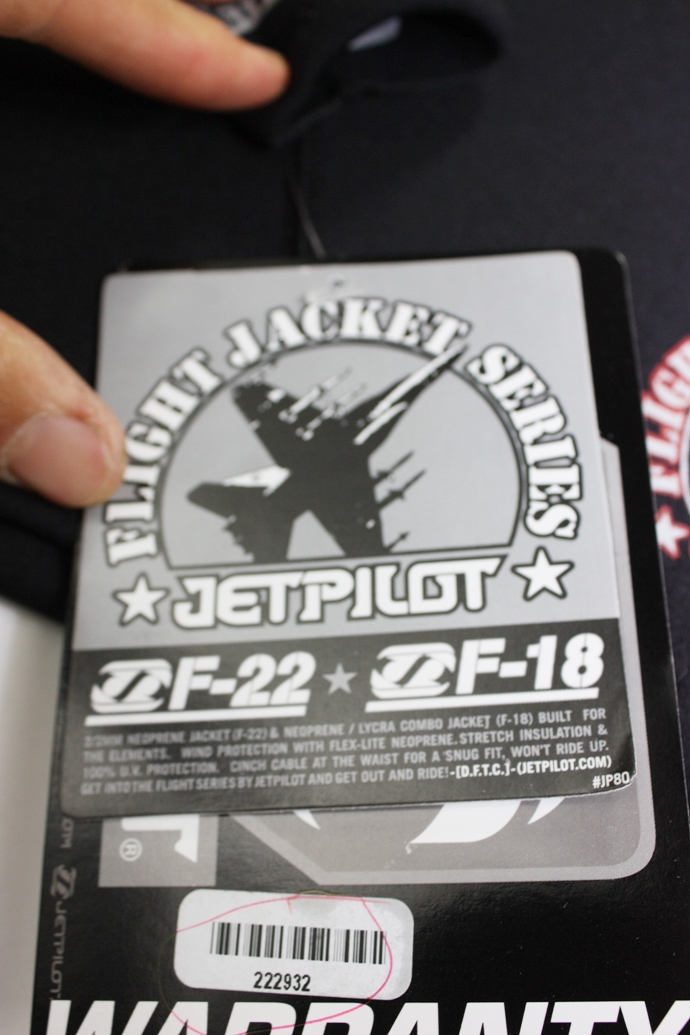 FLIGHT JACKET SERIES
JETPILOT
F-22 F-18
2/2MM NEOPRENE JACKET (F-22) & NEOPRENE / LYCRA COMBO JACKET (F-18) BUILT FOR
THE ELEMENTS. WIND PROTECTION WITH FLEX-LITE NEOPRENE. STRETCH INSULATION &
100% U.V. PROTECTION. CINCH CABLE AT THE WAIST FOR A SNUG FIT, WON'T RIDE UP.
GET INTO THE FLIGHT SERIES BY JETPILOT AND GET OUT AND RIDE!-[D.F.T.C.]-(JETPILOT.COM)
#JP80
®
JETPILOT
222932
WARRANTY
FLIGHT